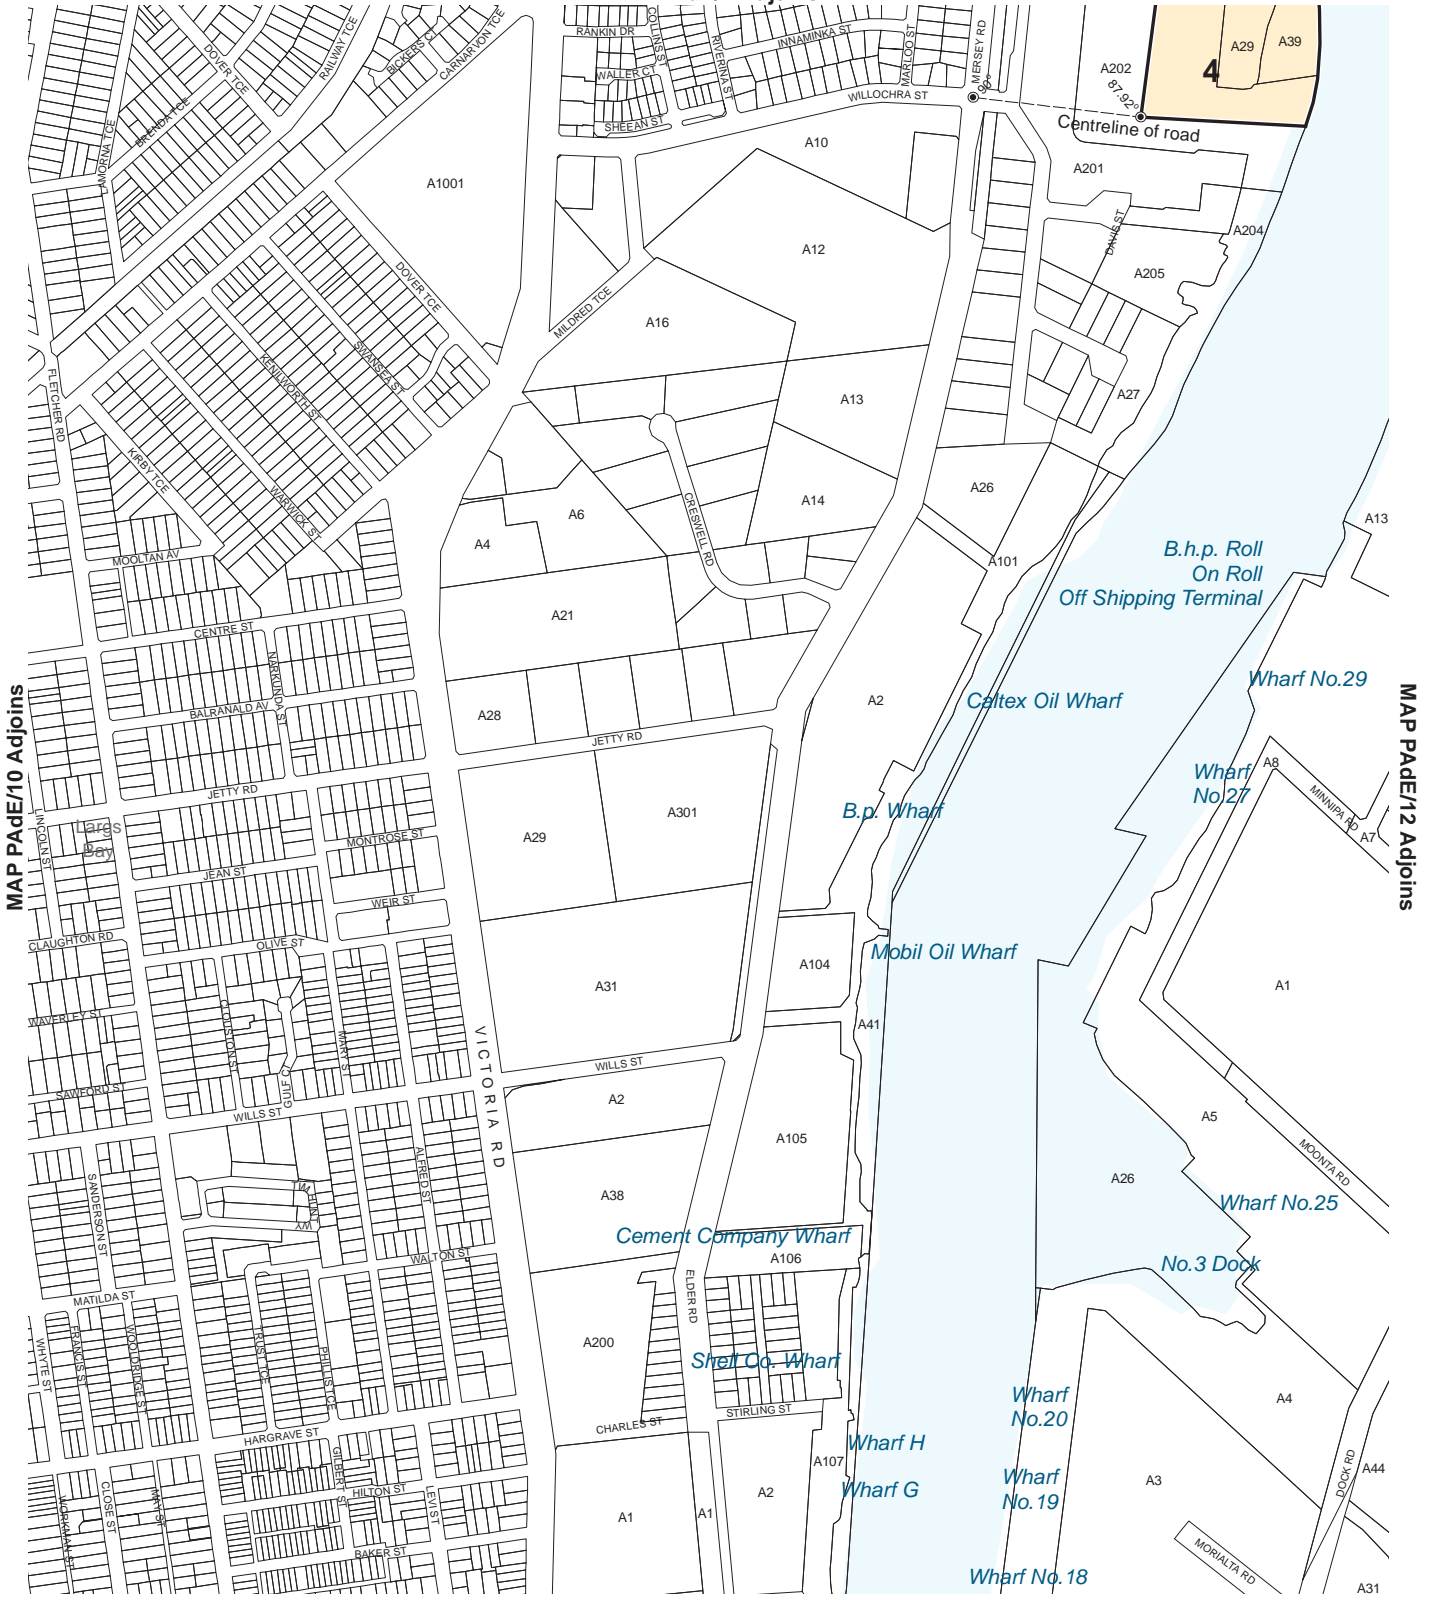 RANKIN DR
COLLINS ST
RIVERINA ST
INNAMINKA ST
MARLOO ST
MERSEY RD
WALLER CT
WILLOCHRA ST
SHEEAN ST
A202
A29
A39
4
90°
87.92°
Centreline of road
DOVER TCE
RAILWAY TCE
BICKERS CT
CARNARVON TCE
BRENDA TCE
LAMORNA TCE
A1001
A10
A201
A204
DAVIS ST
A205
A12
DOVER TCE
MILDRED TCE
A16
SWANSEA ST
KENILWORTH ST
FLETCHER RD
A13
A27
KIRBY TCE
WARWICK ST
A26
A14
A6
A4
CRESWELL RD
A13
MOOLTAN AV
A101
B.h.p. Roll
On Roll
Off Shipping Terminal
A21
CENTRE ST
NARKUNDA ST
MAP PAdE/10 Adjoins
MAP PAdE/12 Adjoins
Wharf No.29
A2
Caltex Oil Wharf
BALRANALD AV
A28
JETTY RD
A8
Wharf
No.27
MINNIPA RD
A7
JETTY RD
B.p. Wharf
A301
A29
LINCOLN ST
Largs
Bay
MONTROSE ST
JEAN ST
WEIR ST
CLAUGHTON RD
OLIVE ST
Mobil Oil Wharf
A104
A31
A1
WAVERLEY ST
CLOUSTON ST
MARY ST
A41
VICTORIA RD
WILLS ST
SAWFORD ST
GULF CT
A2
WILLS ST
A5
A105
MOONTA RD
ALFRED ST
A26
SANDERSON ST
A38
HUNT WY
WY
Wharf No.25
Cement Company Wharf
WALTON ST
A106
No.3 Dock
MATILDA ST
ELDER RD
WHYTE ST
FRANCIS ST
WOOLDRIDGE ST
TRUST TCE
PHILLIS TCE
A200
Shell Co. Wharf
Wharf
No.20
A4
STIRLING ST
CHARLES ST
HARGRAVE ST
Wharf H
A107
GILBERT ST
Wharf
No.19
A3
DOCK RD
A44
CLOSE ST
MAY ST
HILTON ST
LEVI ST
Wharf G
A2
WORKMAN ST
A1
A1
BAKER ST
MORIALTA RD
Wharf No.18
A31